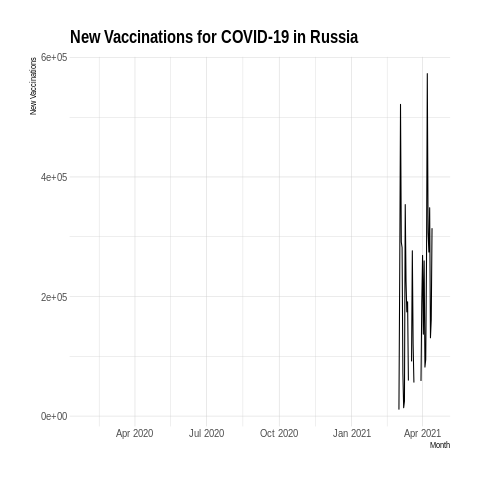 New Vaccinations for COVID-19 in Russia
New Vaccinations
6e+05
4e+05
2e+05
0e+00
Apr 2020 Jul 2020 Oct 2020 Jan 2021 Apr 2021
Month